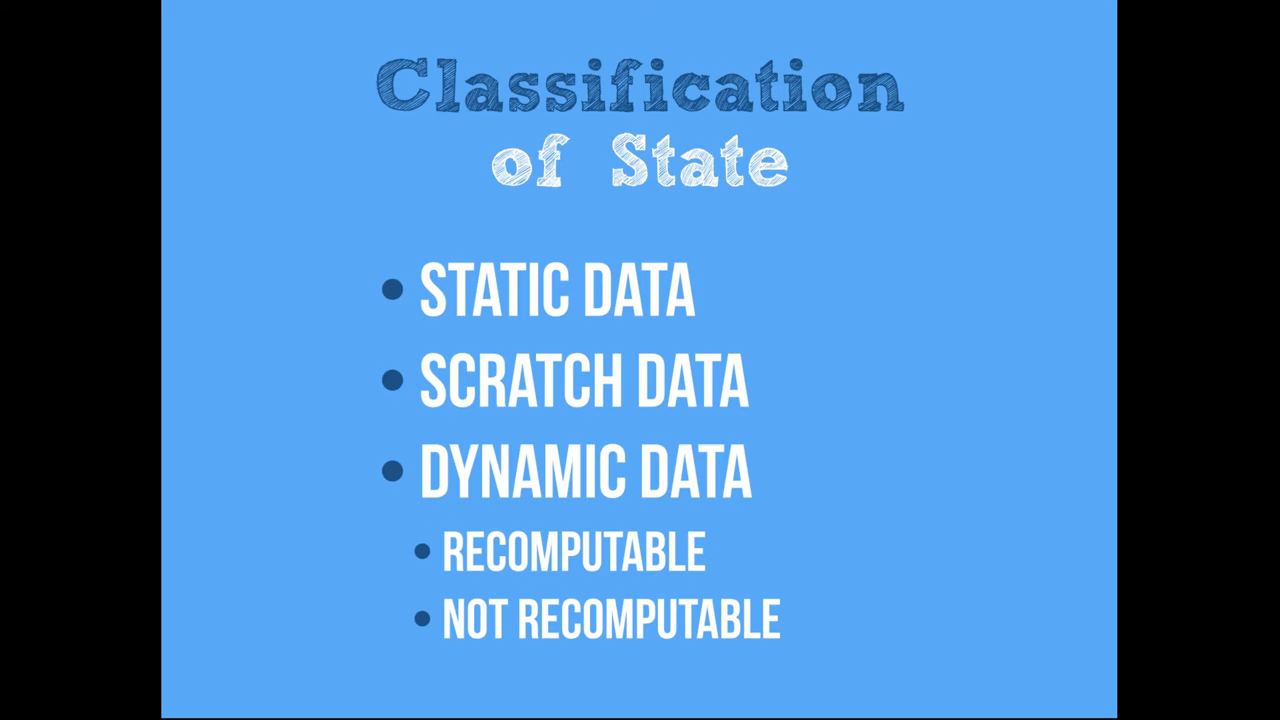 Classification
of State
• STATIC DATA
• SCRATCH DATA
• DYNAMIC DATA
• RECOMPUTABLE
• NOT RECOMPUTABLE